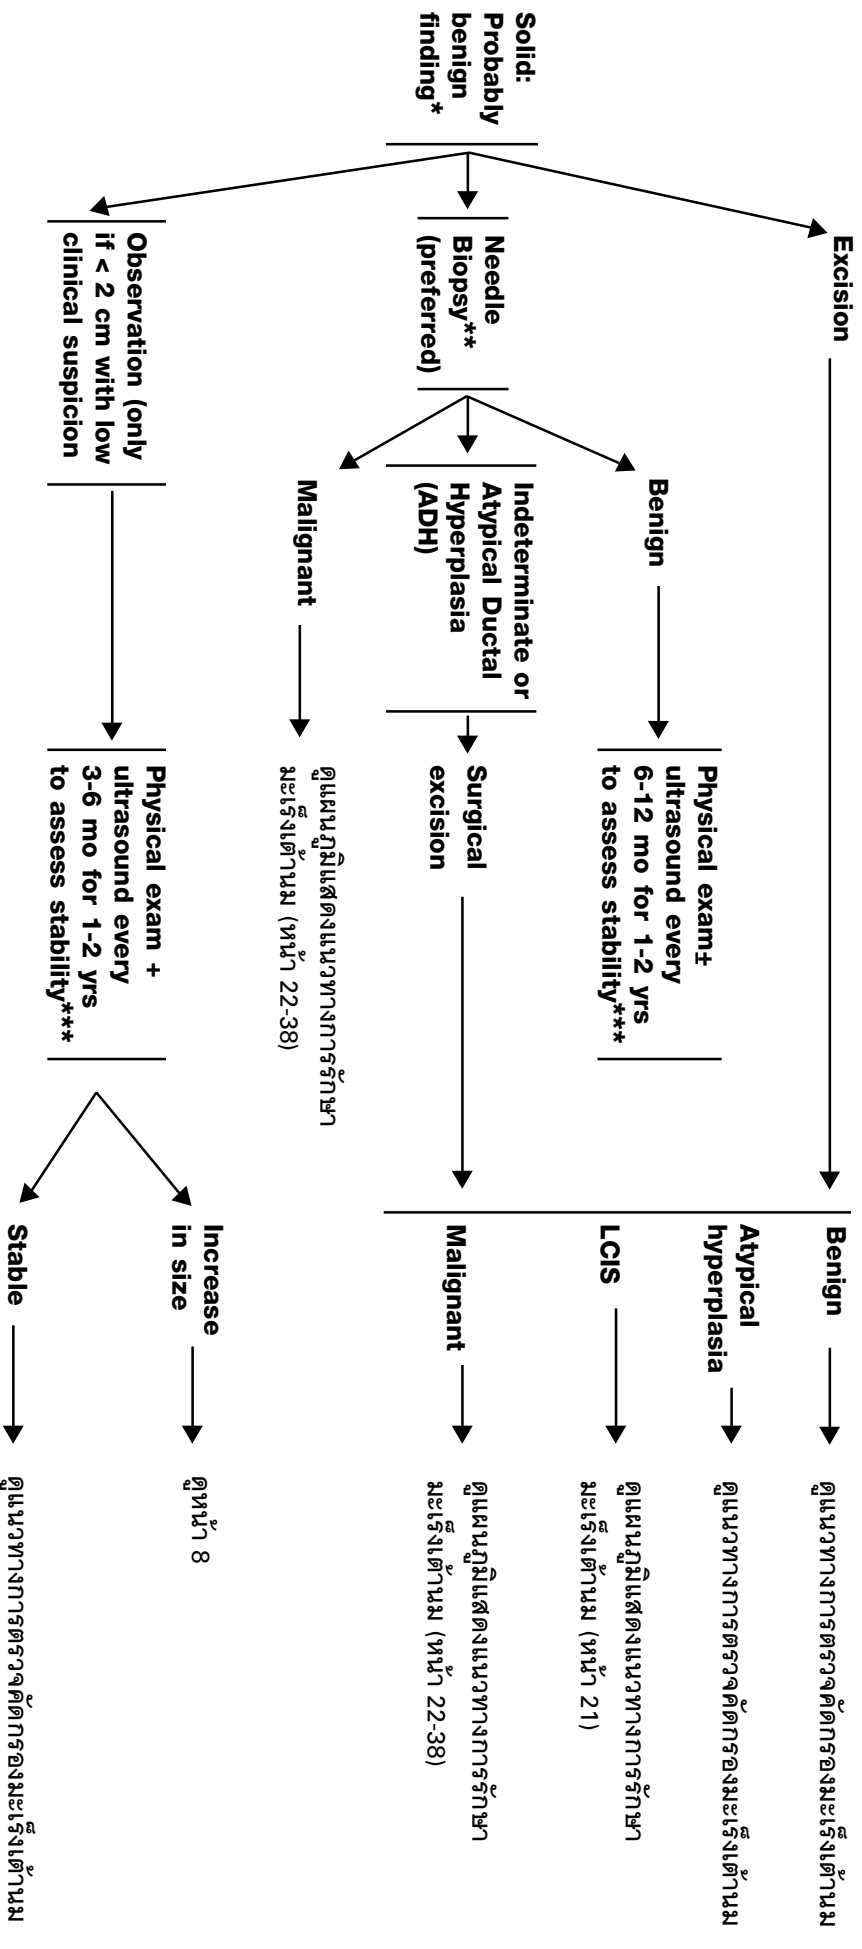 Solid:
Probably
benign
finding*
Excision
Needle
Biopsy**
(preferred)
Observation (only
if < 2 cm with low
clinical suspicion
Benign
Indeterminate or
Atypical Ductal
Hyperplasia
(ADH)
Malignant
Physical exam±
ultrasound every
6-12 mo for 1-2 yrs
to assess stability***
Surgical
excision
ดูแผนภูมิแสดงแนวทางการรักษา
มะเร็งเต้านม (หน้า 22-38)
Physical exam +
ultrasound every
3-6 mo for 1-2 yrs
to assess stability***
Benign
ดูแนวทางการตรวจคัดกรองมะเร็งเต้านม
Atypical
hyperplasia
ดูแนวทางการตรวจคัดกรองมะเร็งเต้านม
LCIS
ดูแผนภูมิแสดงแนวทางการรักษา
มะเร็งเต้านม (หน้า 21)
Malignant
ดูแผนภูมิแสดงแนวทางการรักษา
มะเร็งเต้านม (หน้า 22-38)
Increase
in size
ดูหน้า 8
Stable
ดูแนวทางการตรวจคัดกรองมะเร็งเต้านม